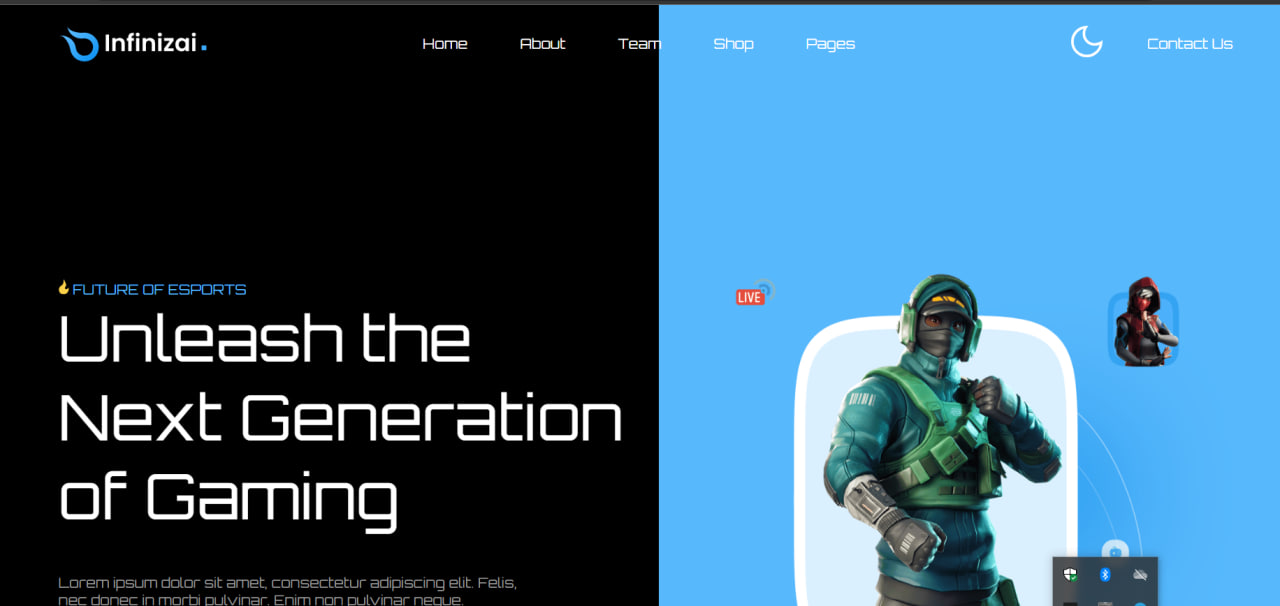 Infinizai.
Home About Team Shop Pages Contact Us
FUTURE OF ESPORTS
LIVE
Unleash the
Next Generation
of Gaming
Lorem ipsum dolor sit amet, consectetur adipiscing elit. Felis,
nec donec in morbi pulvinar. Enim non pulvinar neque.